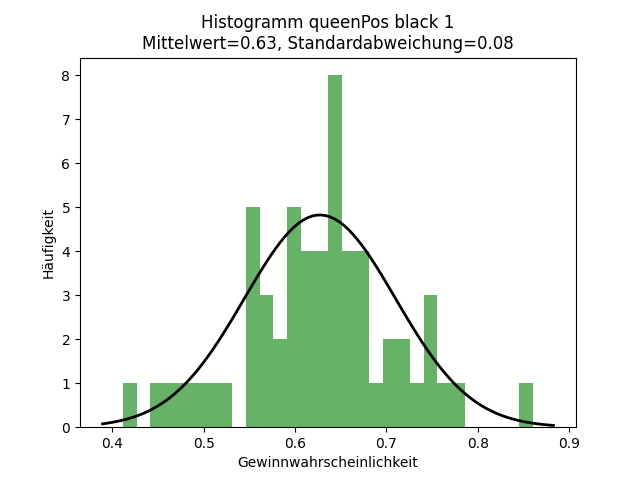 Histogramm queenPos black 1
Mittelwert=0.63, Standardabweichung=0.08
8
7
6
5
4
3
2
1
0
Häufigkeit
0.4 0.5 0.6 0.7 0.8 0.9
Gewinnwahrscheinlichkeit